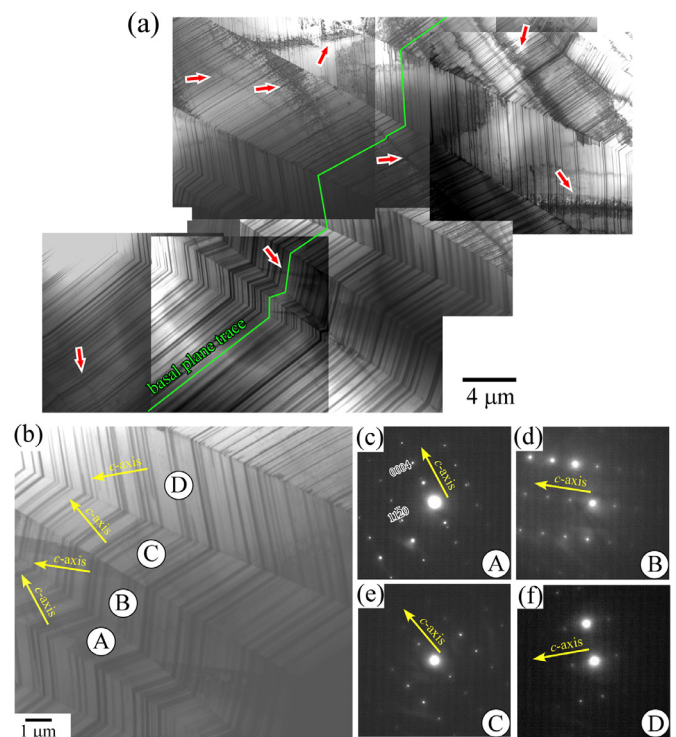 (a)
basal plane trace
4 μm
(b)
c-axis
D
c-axis
C
c-axis
B
c-axis
A
1 μm
(c)
0004
c-axis
112̄0
A
(d)
c-axis
B
(e)
c-axis
C
(f)
c-axis
D